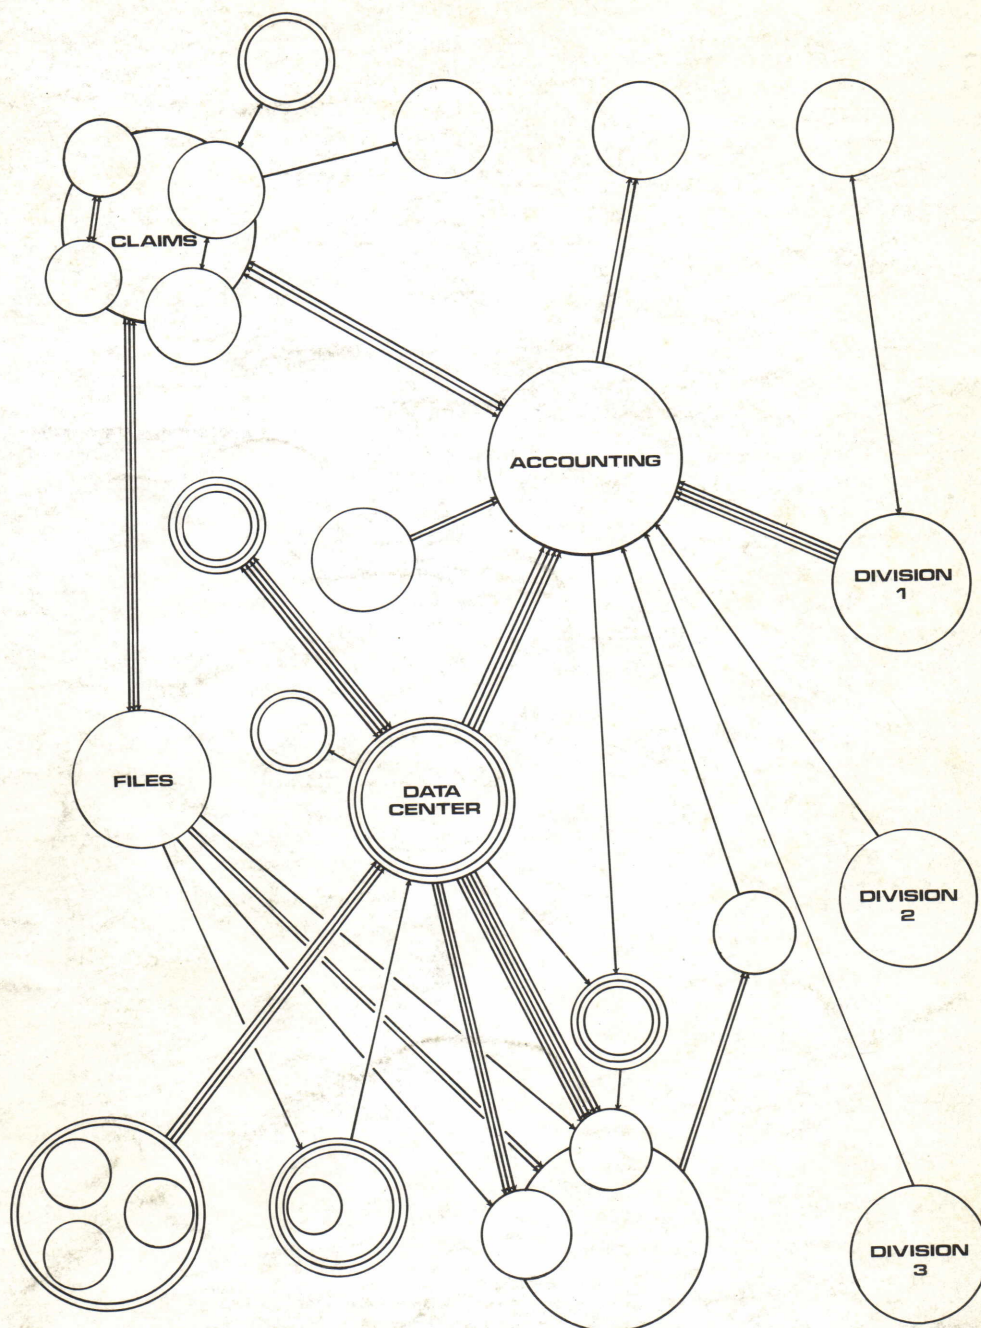 CLAIMS
ACCOUNTING
DIVISION
1
FILES
DATA
CENTER
DIVISION
2
DIVISION
3